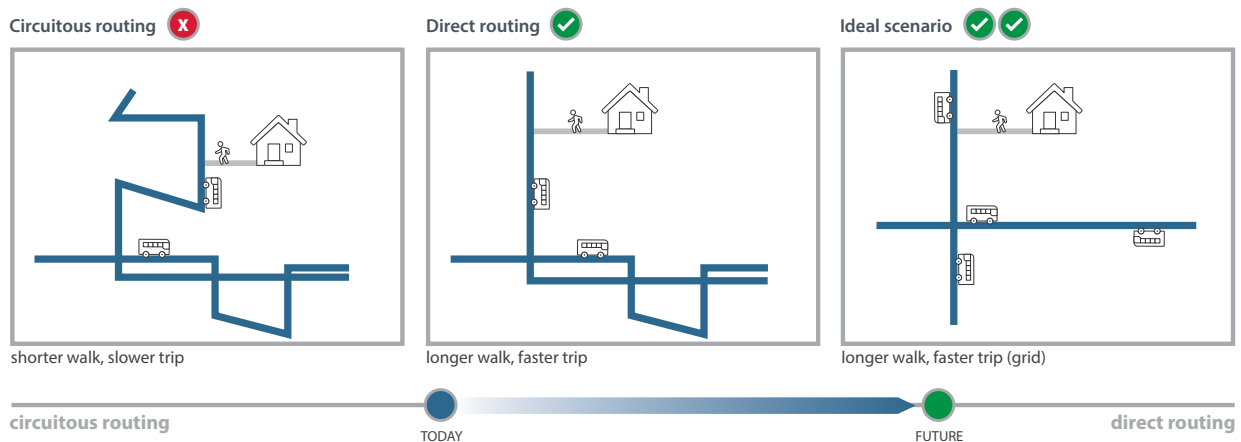 Circuitous routing X
Direct routing
Ideal scenario
shorter walk, slower trip
longer walk, faster trip
longer walk, faster trip (grid)
circuitous routing
direct routing
TODAY
FUTURE